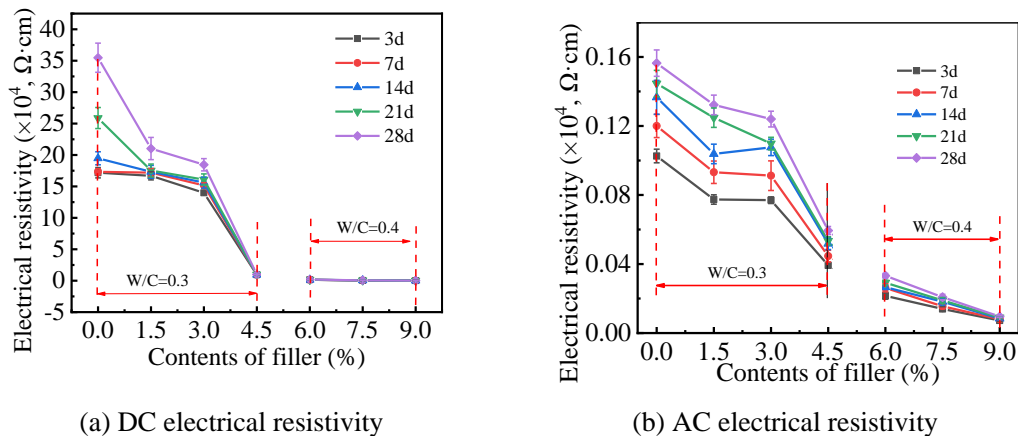 Electrical resistivity (×10⁴, Ω·cm)
40
35
30
25
20
15
10
5
0
-5
3d
7d
14d
21d
28d
W/C=0.4
W/C=0.3
0.0 1.5 3.0 4.5 6.0 7.5 9.0
Contents of filler (%)
(a) DC electrical resistivity
Electrical resistivity (×10⁴, Ω·cm)
0.16
0.12
0.08
0.04
0.00
3d
7d
14d
21d
28d
W/C=0.4
W/C=0.3
0.0 1.5 3.0 4.5 6.0 7.5 9.0
Contents of filler (%)
(b) AC electrical resistivity